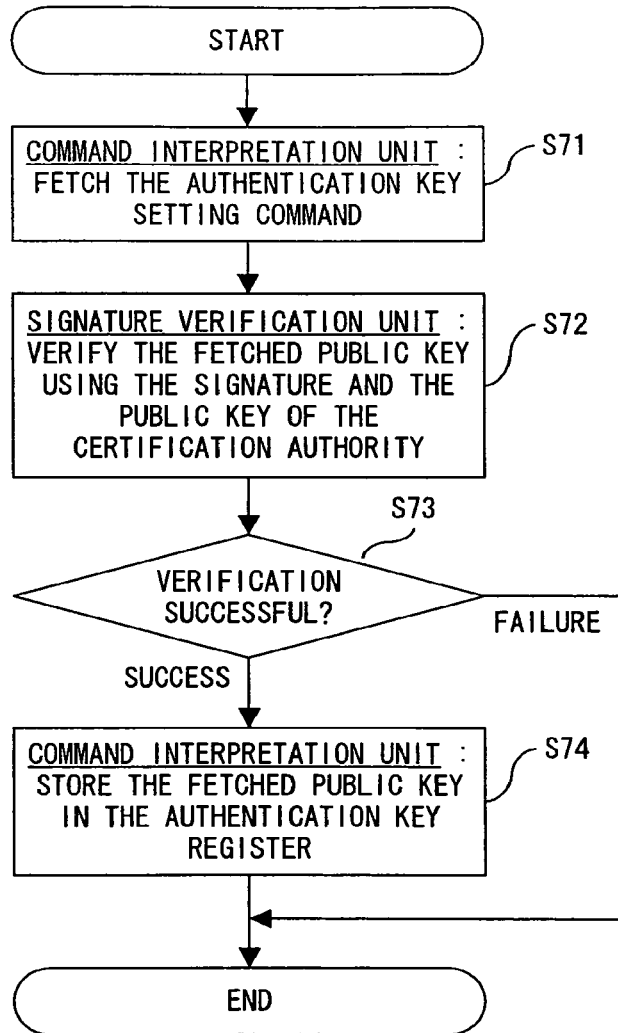 START
COMMAND INTERPRETATION UNIT :
FETCH THE AUTHENTICATION KEY
SETTING COMMAND
S71
SIGNATURE VERIFICATION UNIT :
VERIFY THE FETCHED PUBLIC KEY
USING THE SIGNATURE AND THE
PUBLIC KEY OF THE
CERTIFICATION AUTHORITY
S72
S73
VERIFICATION
SUCCESSFUL?
FAILURE
SUCCESS
COMMAND INTERPRETATION UNIT :
STORE THE FETCHED PUBLIC KEY
IN THE AUTHENTICATION KEY
REGISTER
S74
END